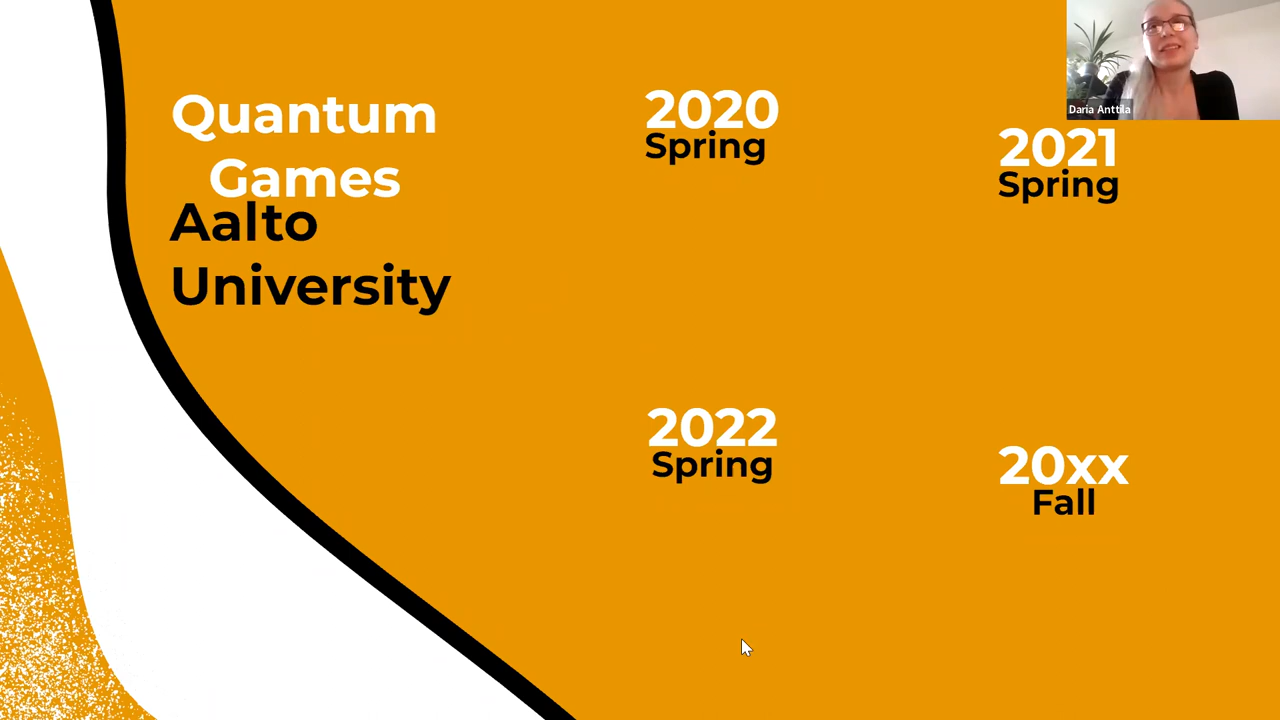 Quantum
Games
Aalto
University
2020
Spring
2021
Spring
2022
Spring
20xx
Fall
Daria Anttila